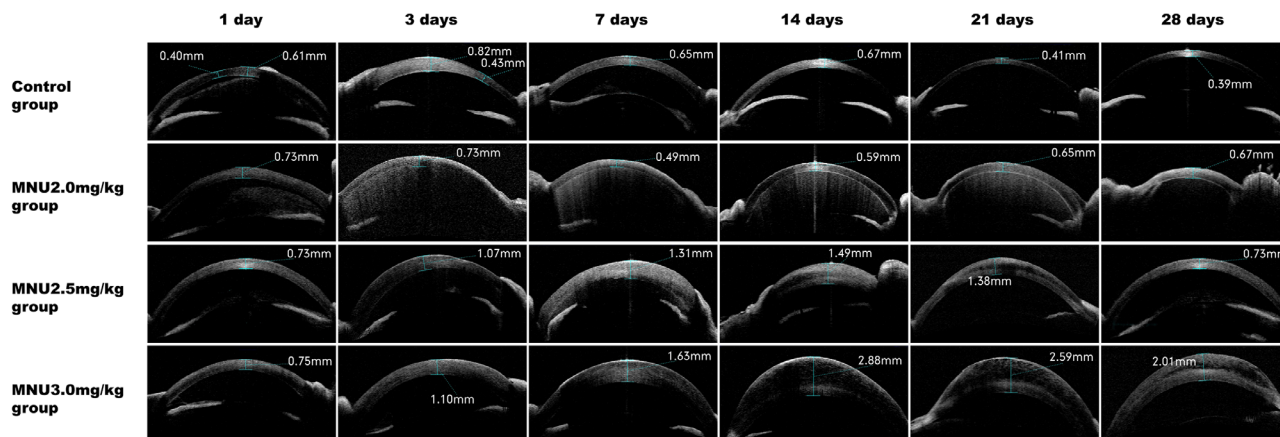 1 day 3 days 7 days 14 days 21 days 28 days
Control
group
0.40mm 0.61mm 0.82mm 0.43mm 0.65mm 0.67mm 0.41mm 0.39mm
MNU2.0mg/kg
group
0.73mm 0.73mm 0.49mm 0.59mm 0.65mm 0.67mm
MNU2.5mg/kg
group
0.73mm 1.07mm 1.31mm 1.49mm 1.38mm 0.73mm
MNU3.0mg/kg
group
0.75mm 1.10mm 1.63mm 2.88mm 2.59mm 2.01mm